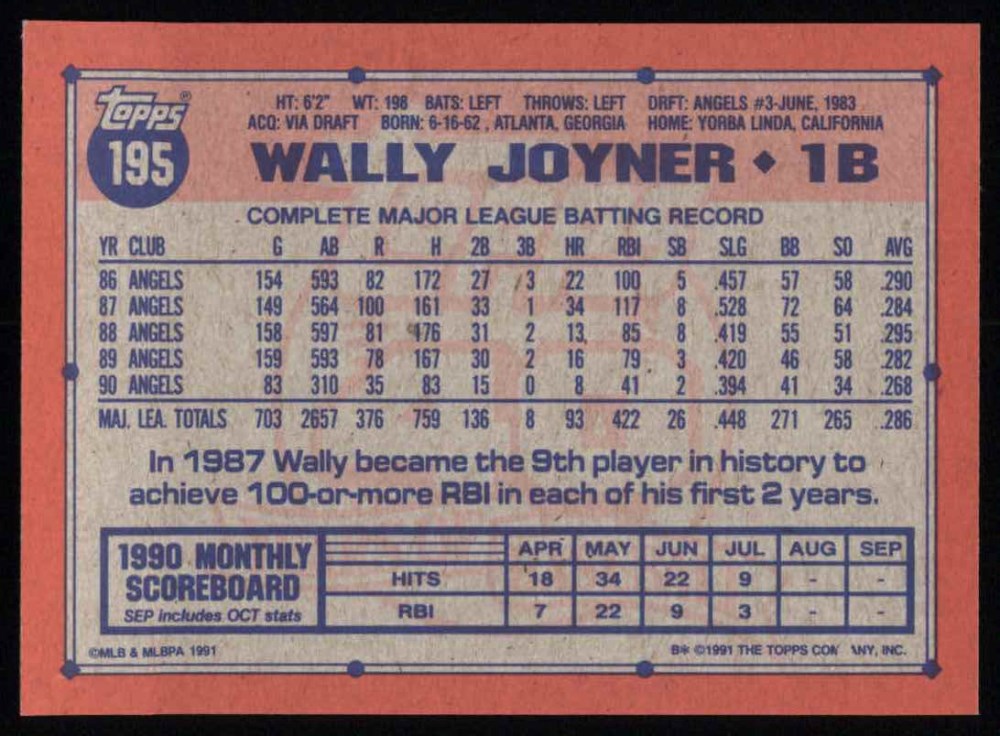 Topps®
195
HT: 6'2" WT: 198 BATS: LEFT THROWS: LEFT DRFT: ANGELS #3-JUNE, 1983
ACQ: VIA DRAFT BORN: 6-16-62, ATLANTA, GEORGIA HOME: YORBA LINDA, CALIFORNIA
WALLY JOYNER ◆ 1B
COMPLETE MAJOR LEAGUE BATTING RECORD
YR CLUB G AB R H 2B 3B HR RBI SB SLG BB SO AVG
86 ANGELS 154 593 82 172 27 3 22 100 5 .457 57 58 .290
87 ANGELS 149 564 100 161 33 1 34 117 8 .528 72 64 .284
88 ANGELS 158 597 81 176 31 2 13 85 8 .419 55 51 .295
89 ANGELS 159 593 78 167 30 2 16 79 3 .420 46 58 .282
90 ANGELS 83 310 35 83 15 0 8 41 2 .394 41 34 .268
MAJ. LEA. TOTALS 703 2657 376 759 136 8 93 422 26 .448 271 265 .286
In 1987 Wally became the 9th player in history to
achieve 100-or-more RBI in each of his first 2 years.
1990 MONTHLY
SCOREBOARD
SEP includes OCT stats
APR MAY JUN JUL AUG SEP
HITS 18 34 22 9 - -
RBI 7 22 9 3 - -
©MLB & MLBPA 1991
B* ©1991 THE TOPPS COM ANY, INC.